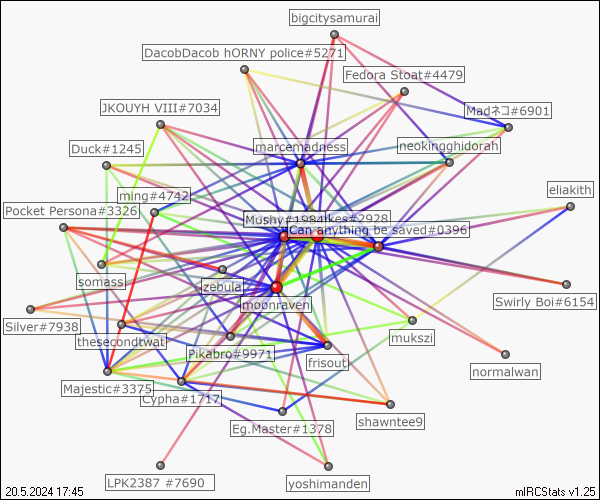 bigcitysamurai
DacobDacob hORNY police#5271
Fedora Stoat#4479
JKOUYH VIII#7034
Madネコ#6901
Duck#1245
marcemadness
neokingghidorah
ming#4742
eliakith
Pocket Persona#3326
Mushy#1984
ikes#2928
Can anything be saved#0396
somass
zebula
moonraven
Swirly Boi#6154
Silver#7938
thesecondtwat
mukszi
Pikabro#9971
frisout
normalwan
Majestic#3375
Cypha#1717
shawntee9
Eg.Master#1378
LPK2387 #7690
yoshimanden
20.5.2024 17:45
mIRCStats v1.25